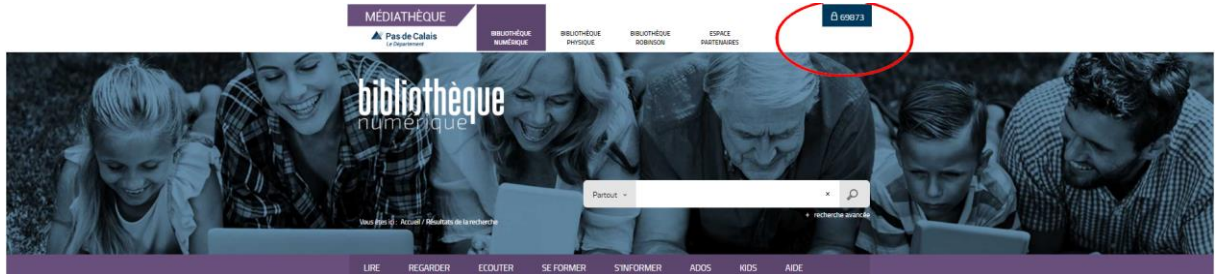 MÉDIATHÈQUE
Pas de Calais
Le Département
BIBLIOTHÈQUE
NUMÉRIQUE
BIBLIOTHÈQUE
PHYSIQUE
BIBLIOTHÈQUE
ROBINSON
ESPACE
PARTENAIRES
69873
bibliothèque
numérique
Partout
Vous êtes ici : Accueil / Résultats de la recherche
+ recherche avancée
LIRE REGARDER ECOUTER SE FORMER S'INFORMER ADOS KIDS AIDE